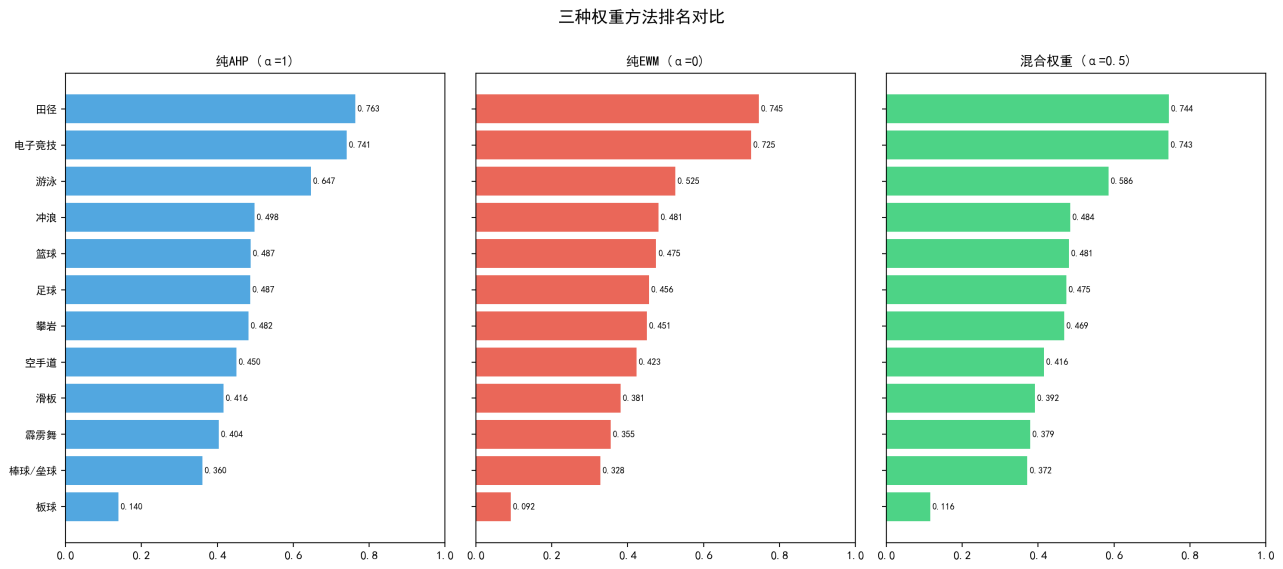 三种权重方法排名对比
纯AHP (α=1)
田径
电子竞技
游泳
冲浪
篮球
足球
攀岩
空手道
滑板
霹雳舞
棒球/垒球
板球
0.763
0.741
0.647
0.498
0.487
0.487
0.482
0.450
0.416
0.404
0.360
0.140
0.0 0.2 0.4 0.6 0.8 1.0
纯EWM (α=0)
0.745
0.725
0.525
0.481
0.475
0.456
0.451
0.423
0.381
0.355
0.328
0.092
0.0 0.2 0.4 0.6 0.8 1.0
混合权重 (α=0.5)
0.744
0.743
0.586
0.484
0.481
0.475
0.469
0.416
0.392
0.379
0.372
0.116
0.0 0.2 0.4 0.6 0.8 1.0